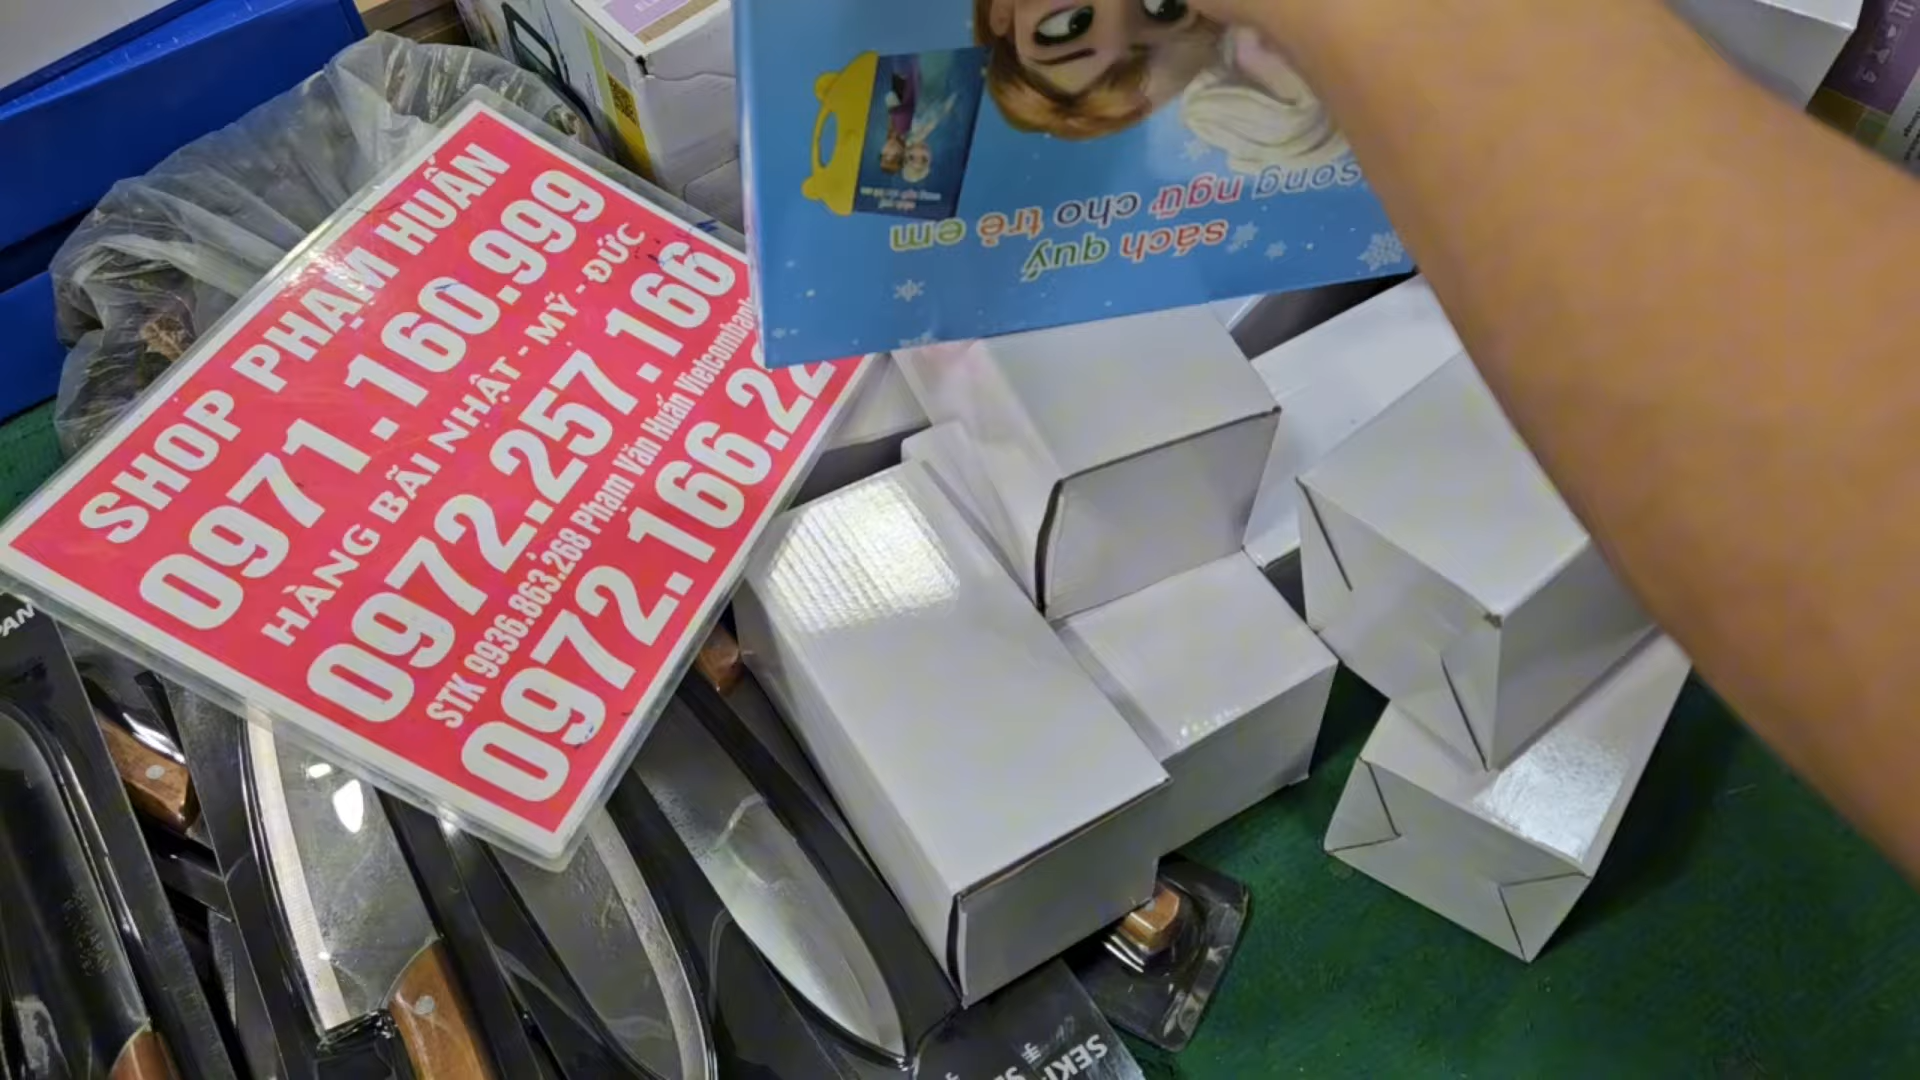 SHOP PHẠM HUẤN
0971.160.999
HÀNG BÃI NHẬT - MỸ - ĐỨC
0972.257.166
STK 9936.863.268 Phạm Văn Huấn Vietcombank
0972.166.22
sách quý
song ngữ cho trẻ em
SEKI